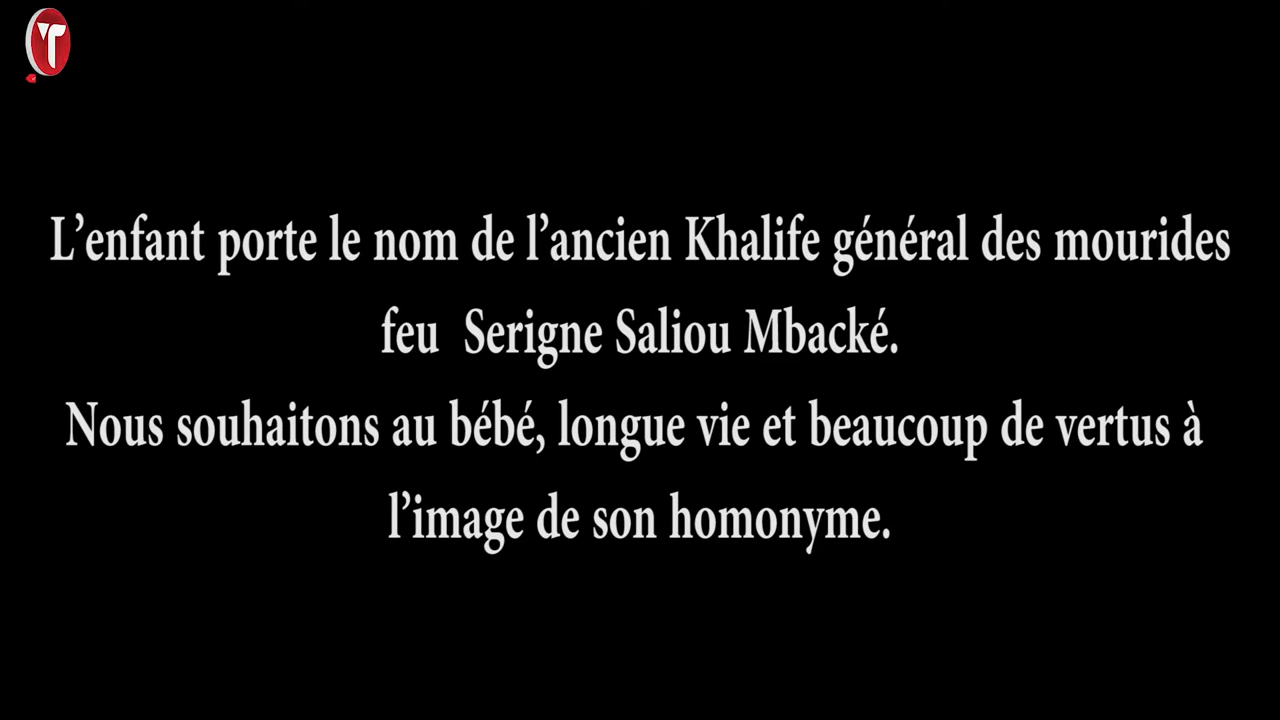 L’enfant porte le nom de l’ancien Khalife général des mourides
feu  Serigne Saliou Mbacké.
Nous souhaitons au bébé, longue vie et beaucoup de vertus à
l’image de son homonyme.